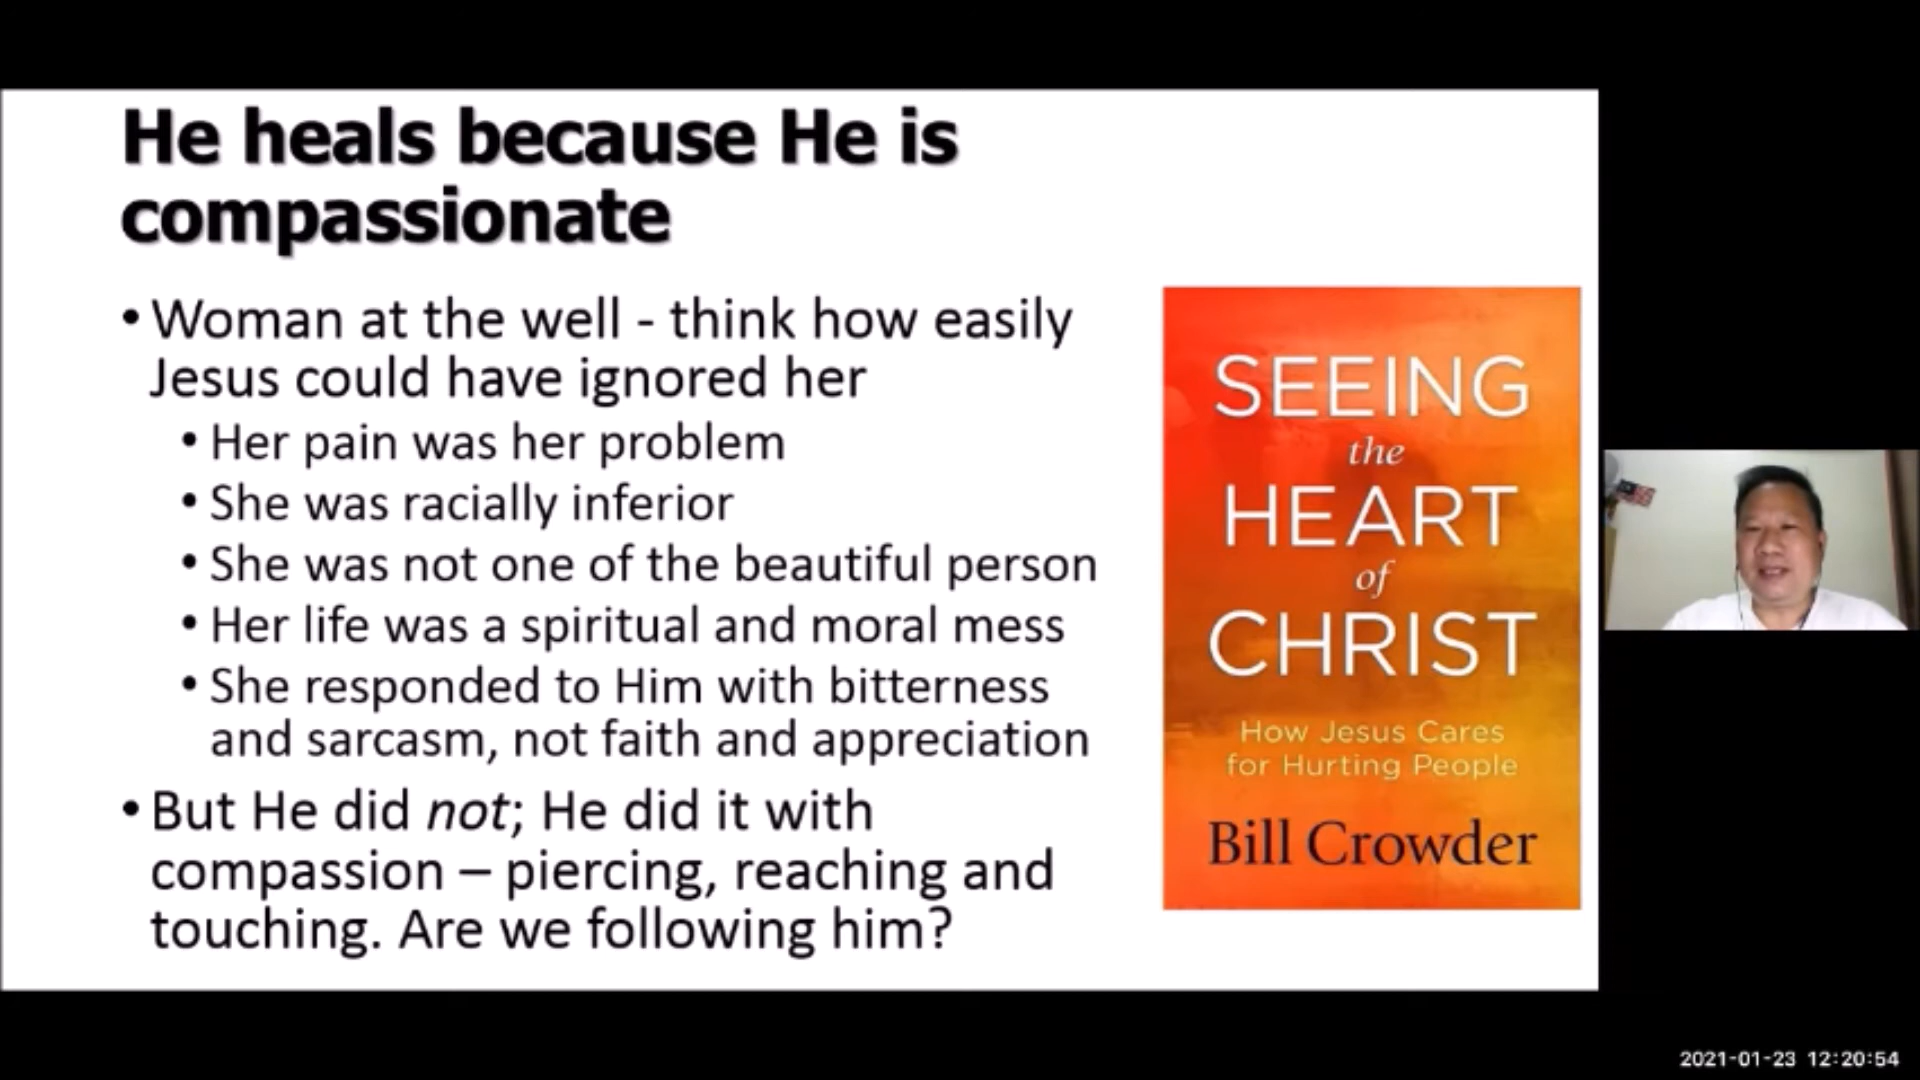 He heals because He is
compassionate
• Woman at the well - think how easily
Jesus could have ignored her
• Her pain was her problem
• She was racially inferior
• She was not one of the beautiful person
• Her life was a spiritual and moral mess
• She responded to Him with bitterness
and sarcasm, not faith and appreciation
• But He did not; He did it with
compassion – piercing, reaching and
touching. Are we following him?
SEEING
the
HEART
of
CHRIST
How Jesus Cares
for Hurting People
Bill Crowder
2021-01-23 12:20:54